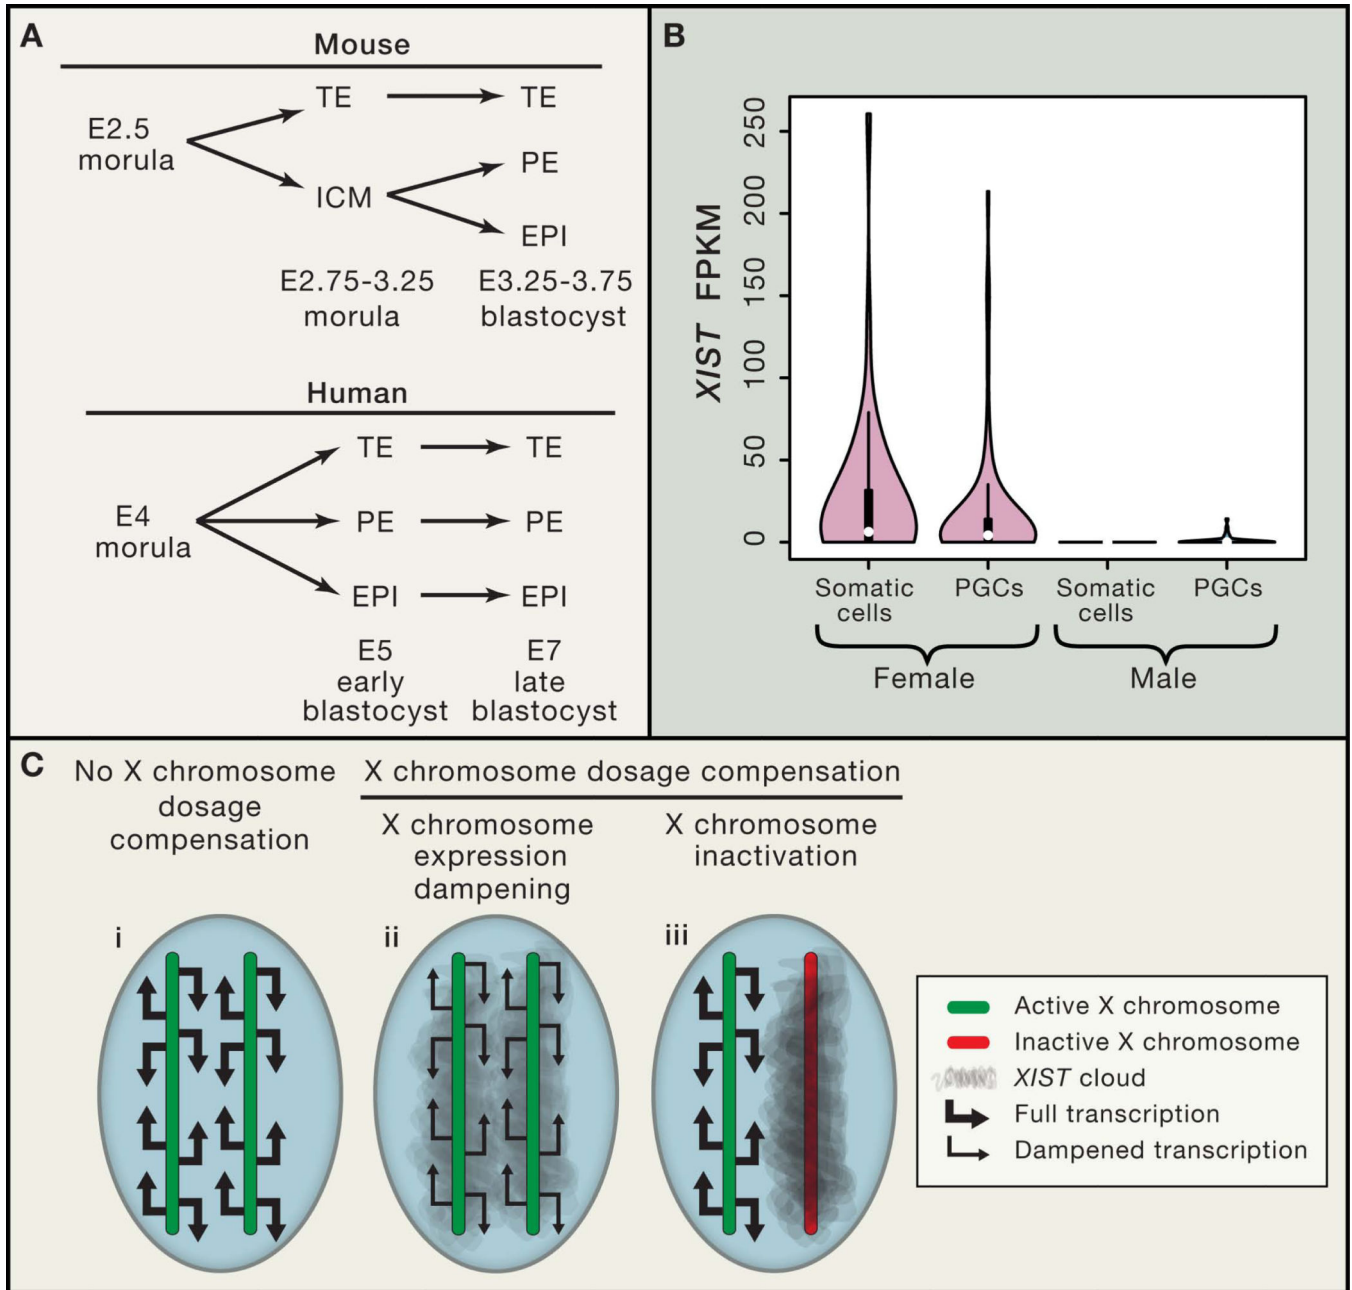 A
Mouse
E2.5
morula
TE
TE
ICM
PE
EPI
E2.75-3.25
morula
E3.25-3.75
blastocyst
Human
E4
morula
TE
TE
PE
PE
EPI
EPI
E5
early
blastocyst
E7
late
blastocyst
B
XIST FPKM
250
200
150
100
50
0
Somatic
cells
PGCs
Somatic
cells
PGCs
Female
Male
C
No X chromosome
dosage
compensation
X chromosome dosage compensation
X chromosome
expression
dampening
X chromosome
inactivation
i
ii
iii
Active X chromosome
Inactive X chromosome
XIST cloud
Full transcription
Dampened transcription